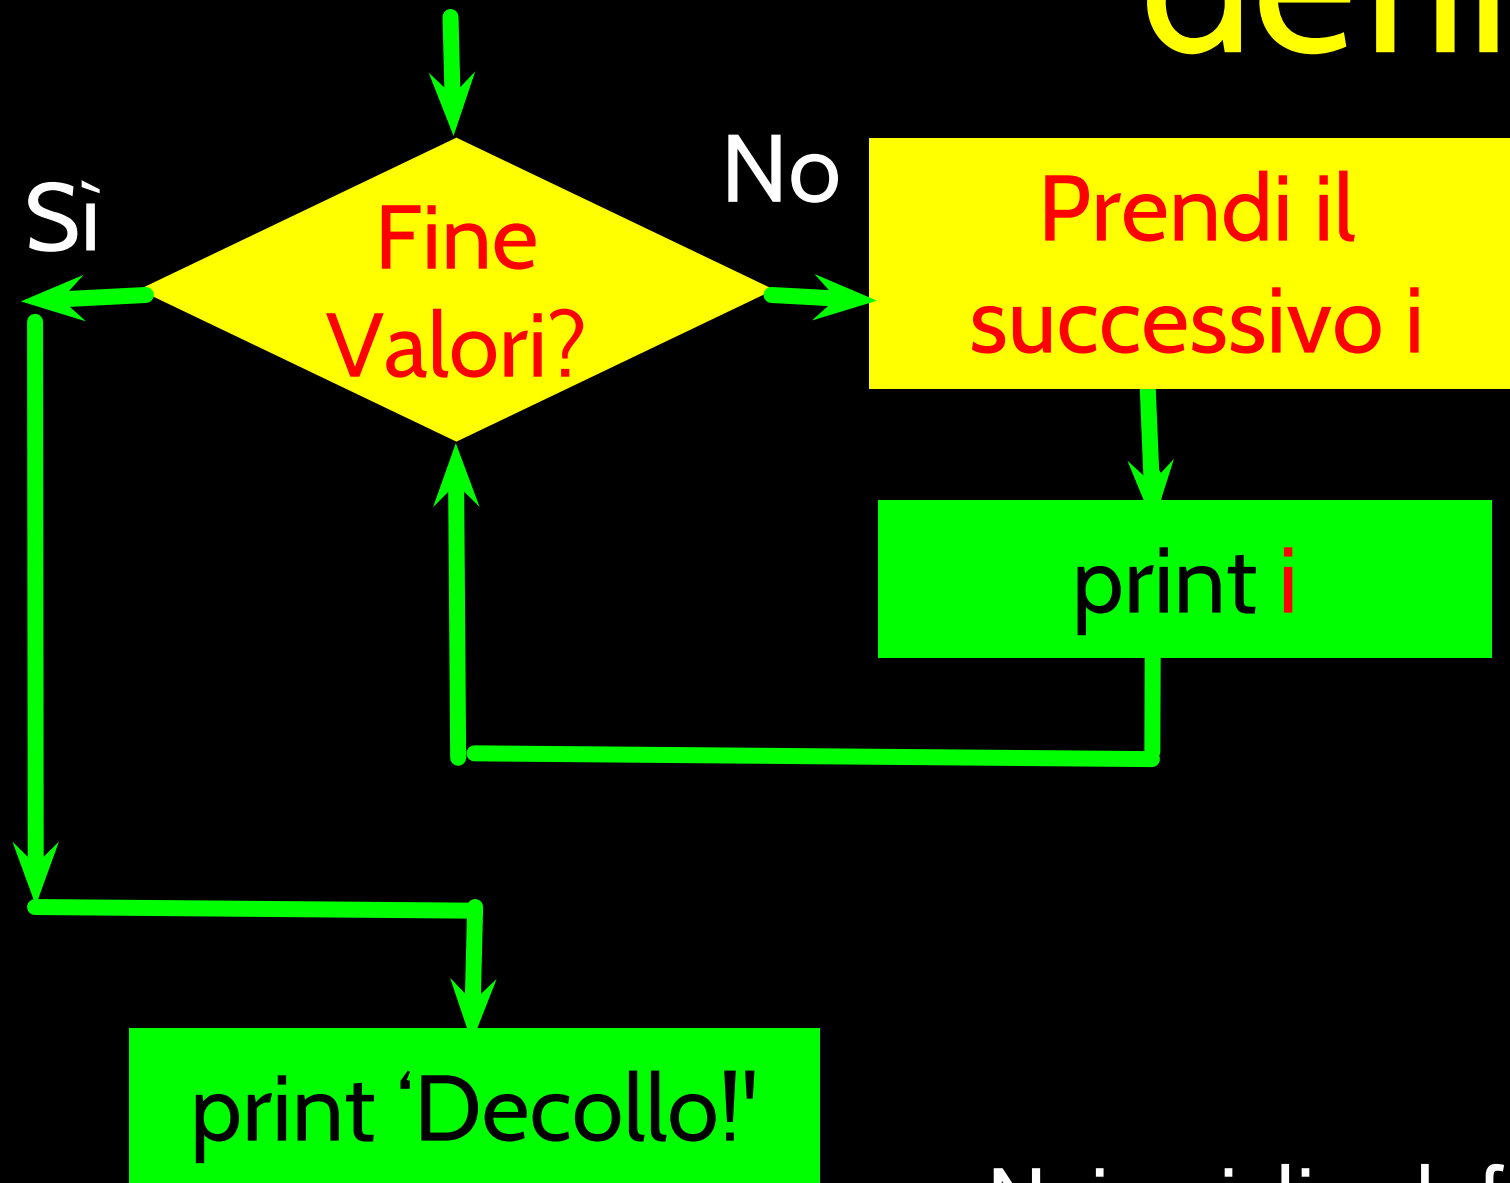 Sì
Fine
Valori?
No
Prendi il
successivo i
print i
print ‘Decollo!'